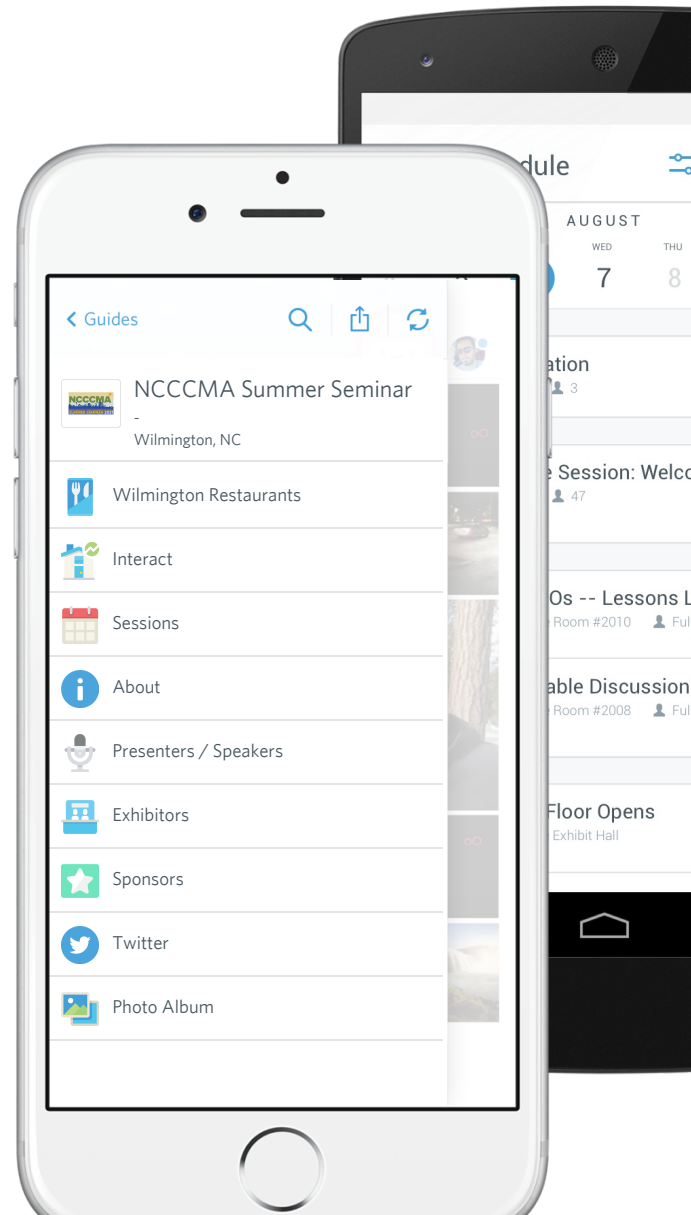 Guides
NCCCMA
NCCCMA Summer Seminar
-
Wilmington, NC
Wilmington Restaurants
Interact
Sessions
About
Presenters / Speakers
Exhibitors
Sponsors
Twitter
Photo Album
dule
AUGUST
WED
THU
7
8
ation
3
e Session: Welco
47
Os -- Lessons L
Room #2010 Ful
able Discussion
Room #2008 Ful
Floor Opens
Exhibit Hall